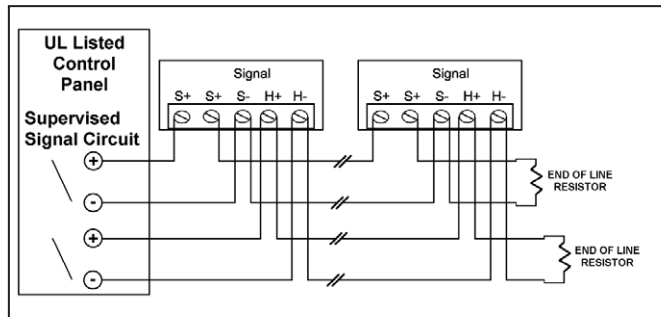 UL Listed
Control
Panel
Supervised
Signal Circuit
+
-
+
-
Signal
S+ S+ S- H+ H-
Signal
S+ S+ S- H+ H-
END OF LINE
RESISTOR
END OF LINE
RESISTOR